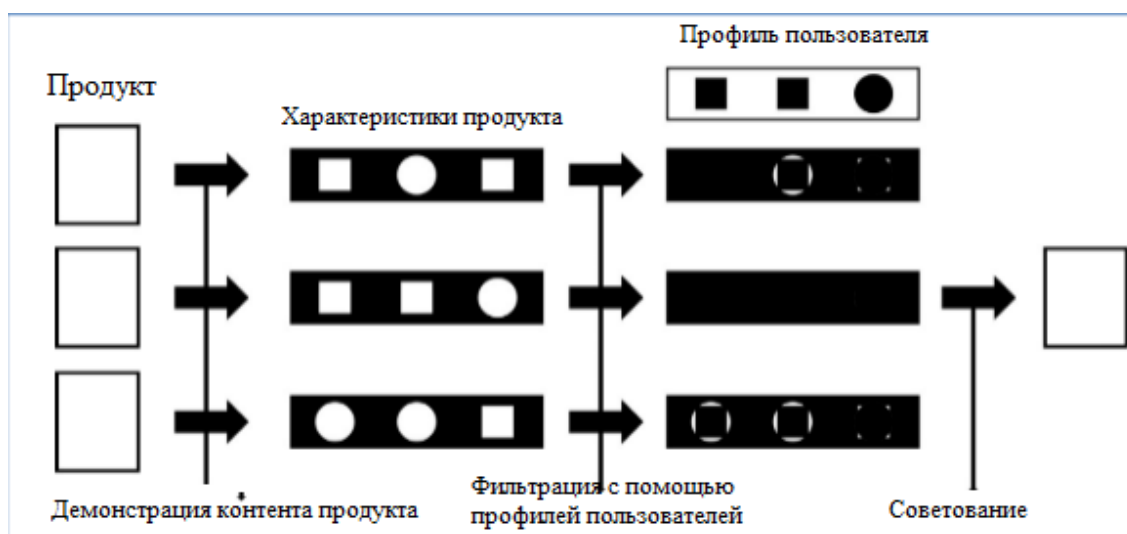 Профиль пользователя
Продукт
Характеристики продукта
Демонстрация контента продукта
Фильтрация с помощью
профилей пользователей
Советование